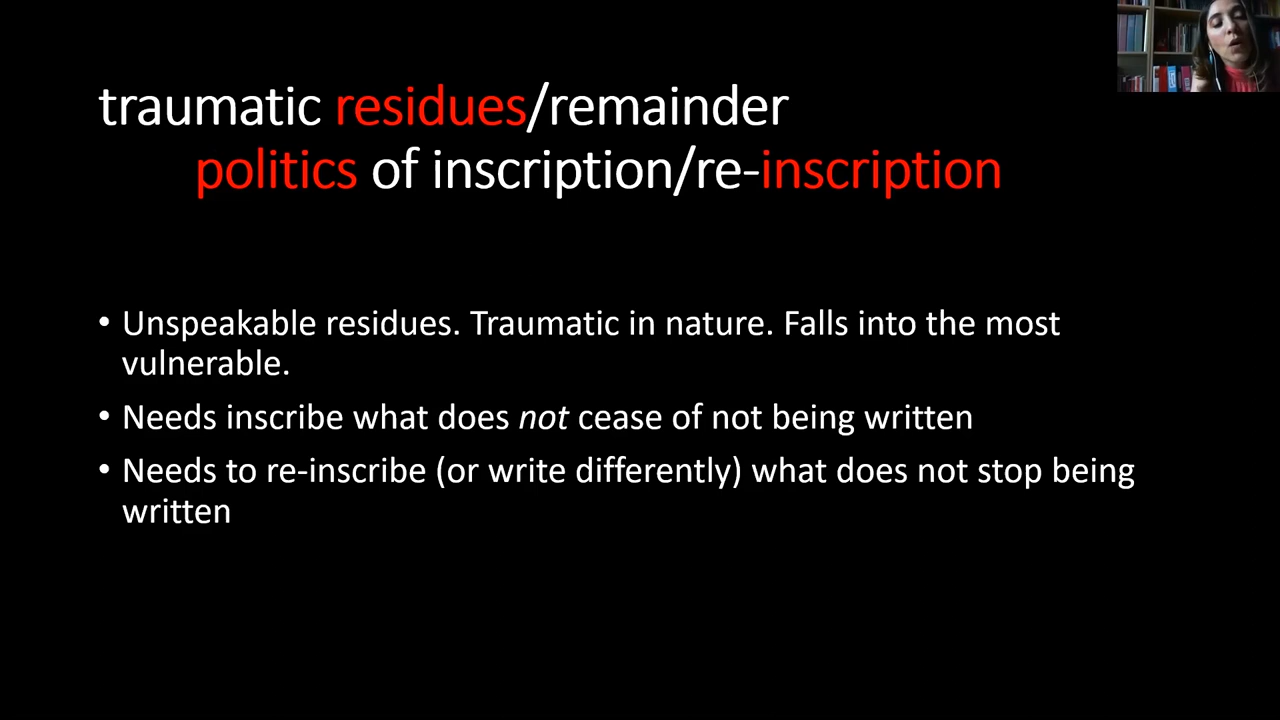 traumatic residues/remainder
politics of inscription/re-inscription
• Unspeakable residues. Traumatic in nature. Falls into the most
vulnerable.
• Needs inscribe what does not cease of not being written
• Needs to re-inscribe (or write differently) what does not stop being
written